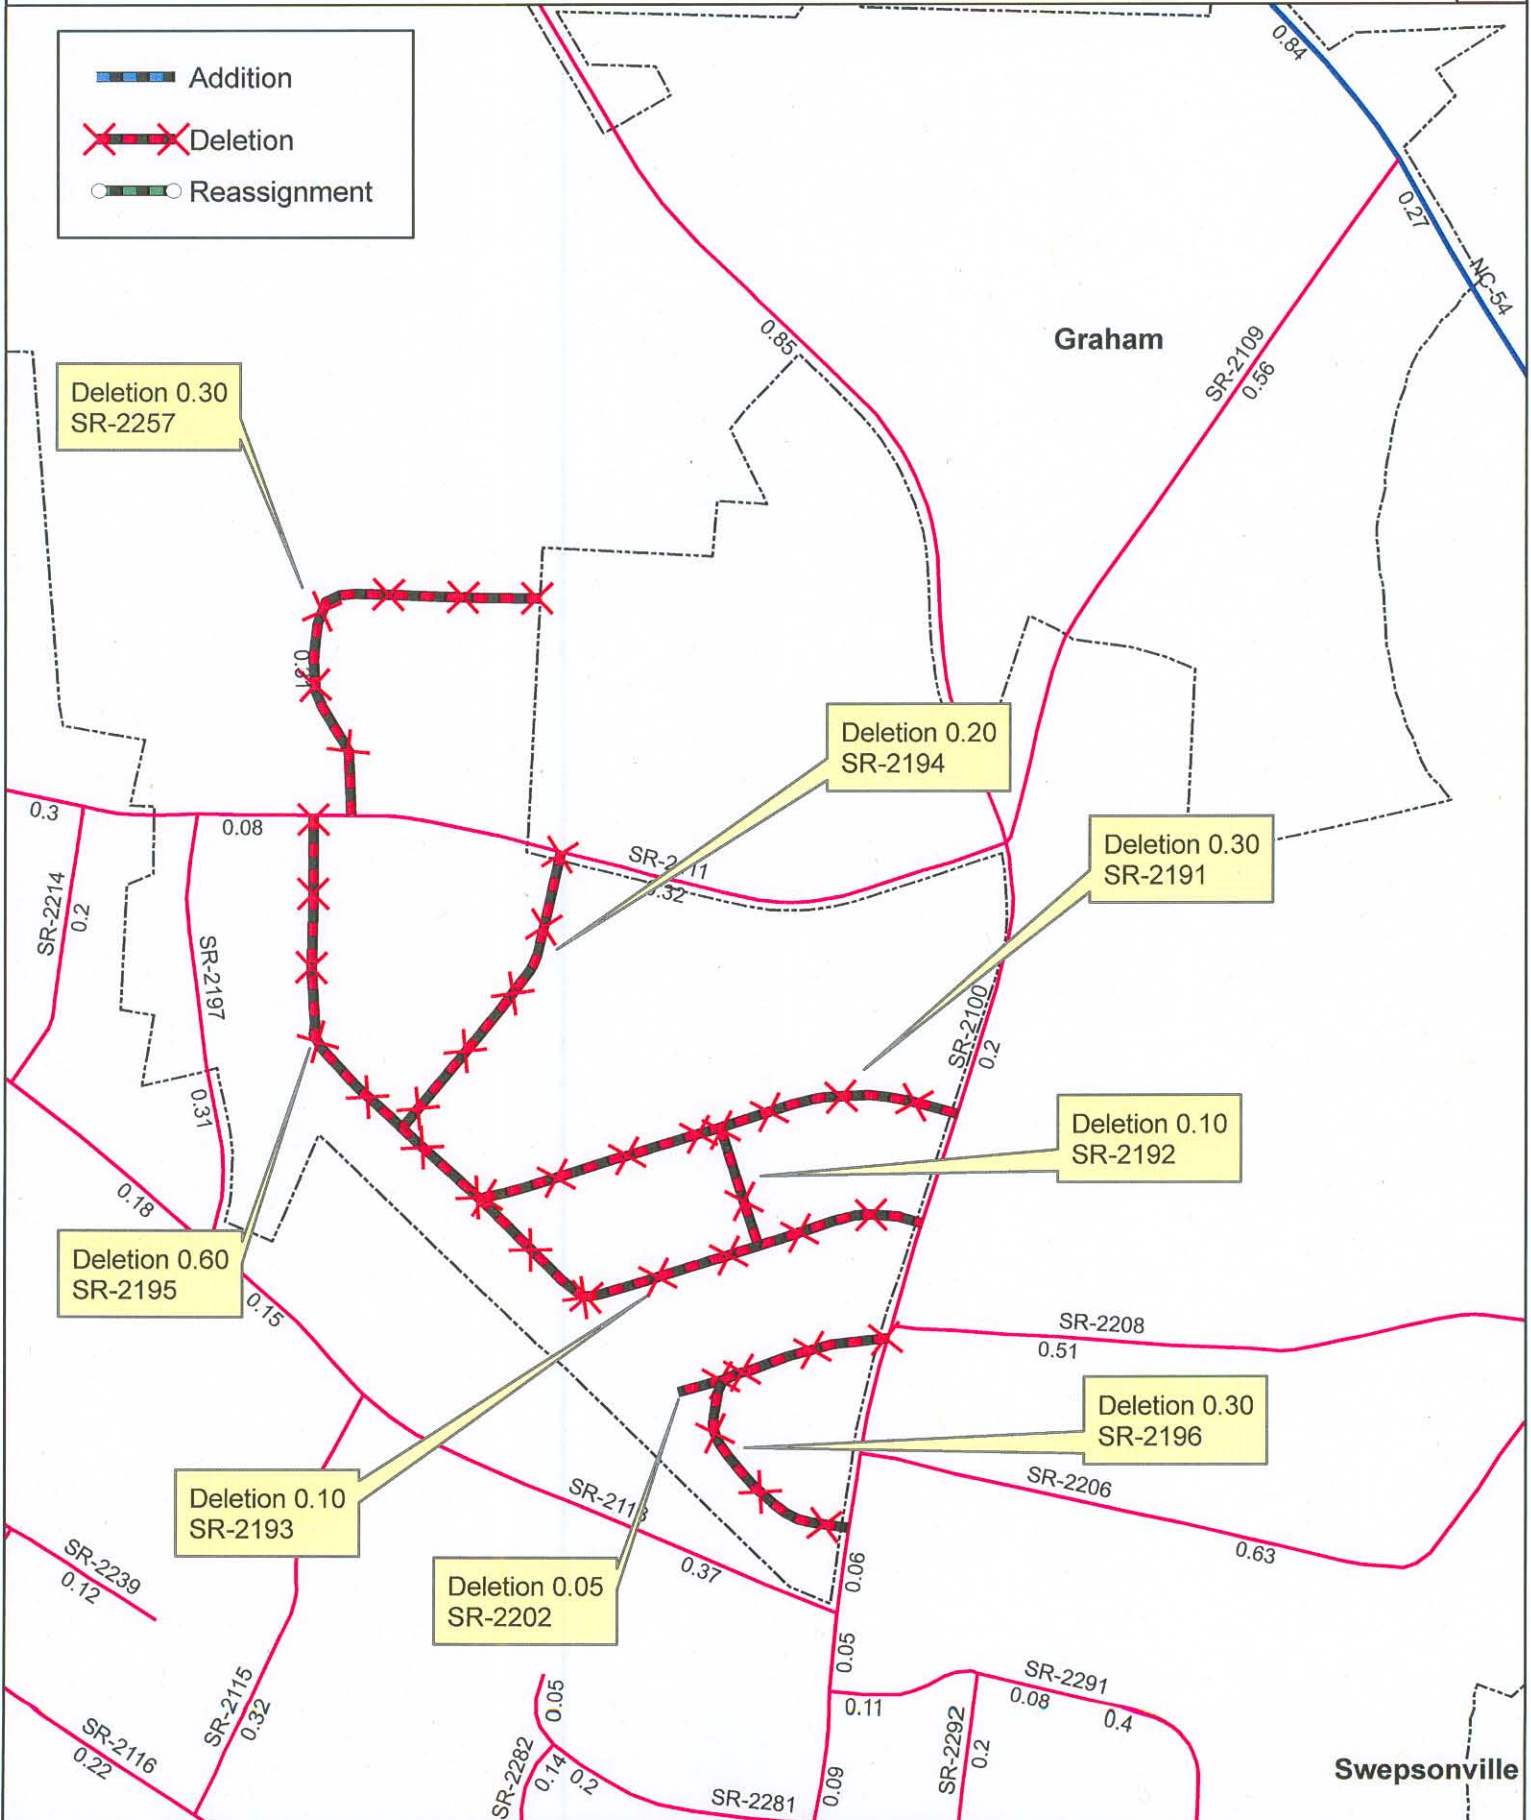 Addition
Deletion
Reassignment
0.84
0.27
NC-54
0.85
Graham
SR-2109
0.56
Deletion 0.30
SR-2257
Deletion 0.20
SR-2194
0.3
0.08
0.32
Deletion 0.30
SR-2191
SR-2214
0.2
SR-2197
0.31
SR-2100
0.2
Deletion 0.10
SR-2192
0.18
Deletion 0.60
SR-2195
0.15
SR-2208
0.51
Deletion 0.30
SR-2196
Deletion 0.10
SR-2193
SR-2206
0.63
0.37
Deletion 0.05
SR-2202
SR-2239
0.12
0.06
0.05
SR-2115
0.32
SR-2116
0.22
0.05
SR-2282
0.14
0.2
SR-2281
0.09
0.11
SR-2291
0.08
0.4
SR-2292
0.2
Swepsonville